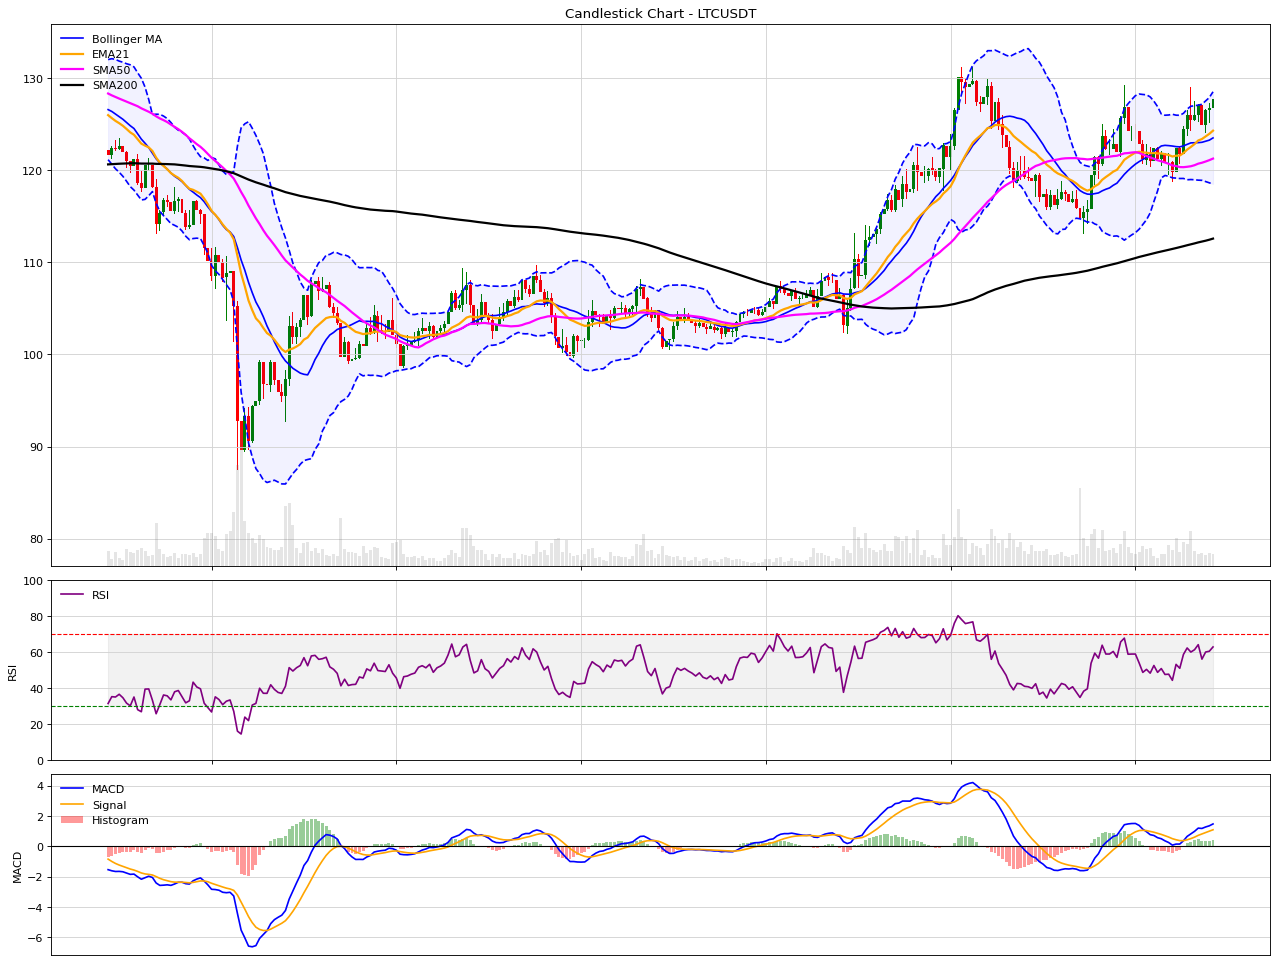 Candlestick Chart - LTCUSDT
Bollinger MA
EMA21
SMA50
SMA200
130
120
110
100
90
80
100
RSI
80
60
40
20
0
RSI
4
MACD
2
Signal
Histogram
0
−2
−4
−6
MACD